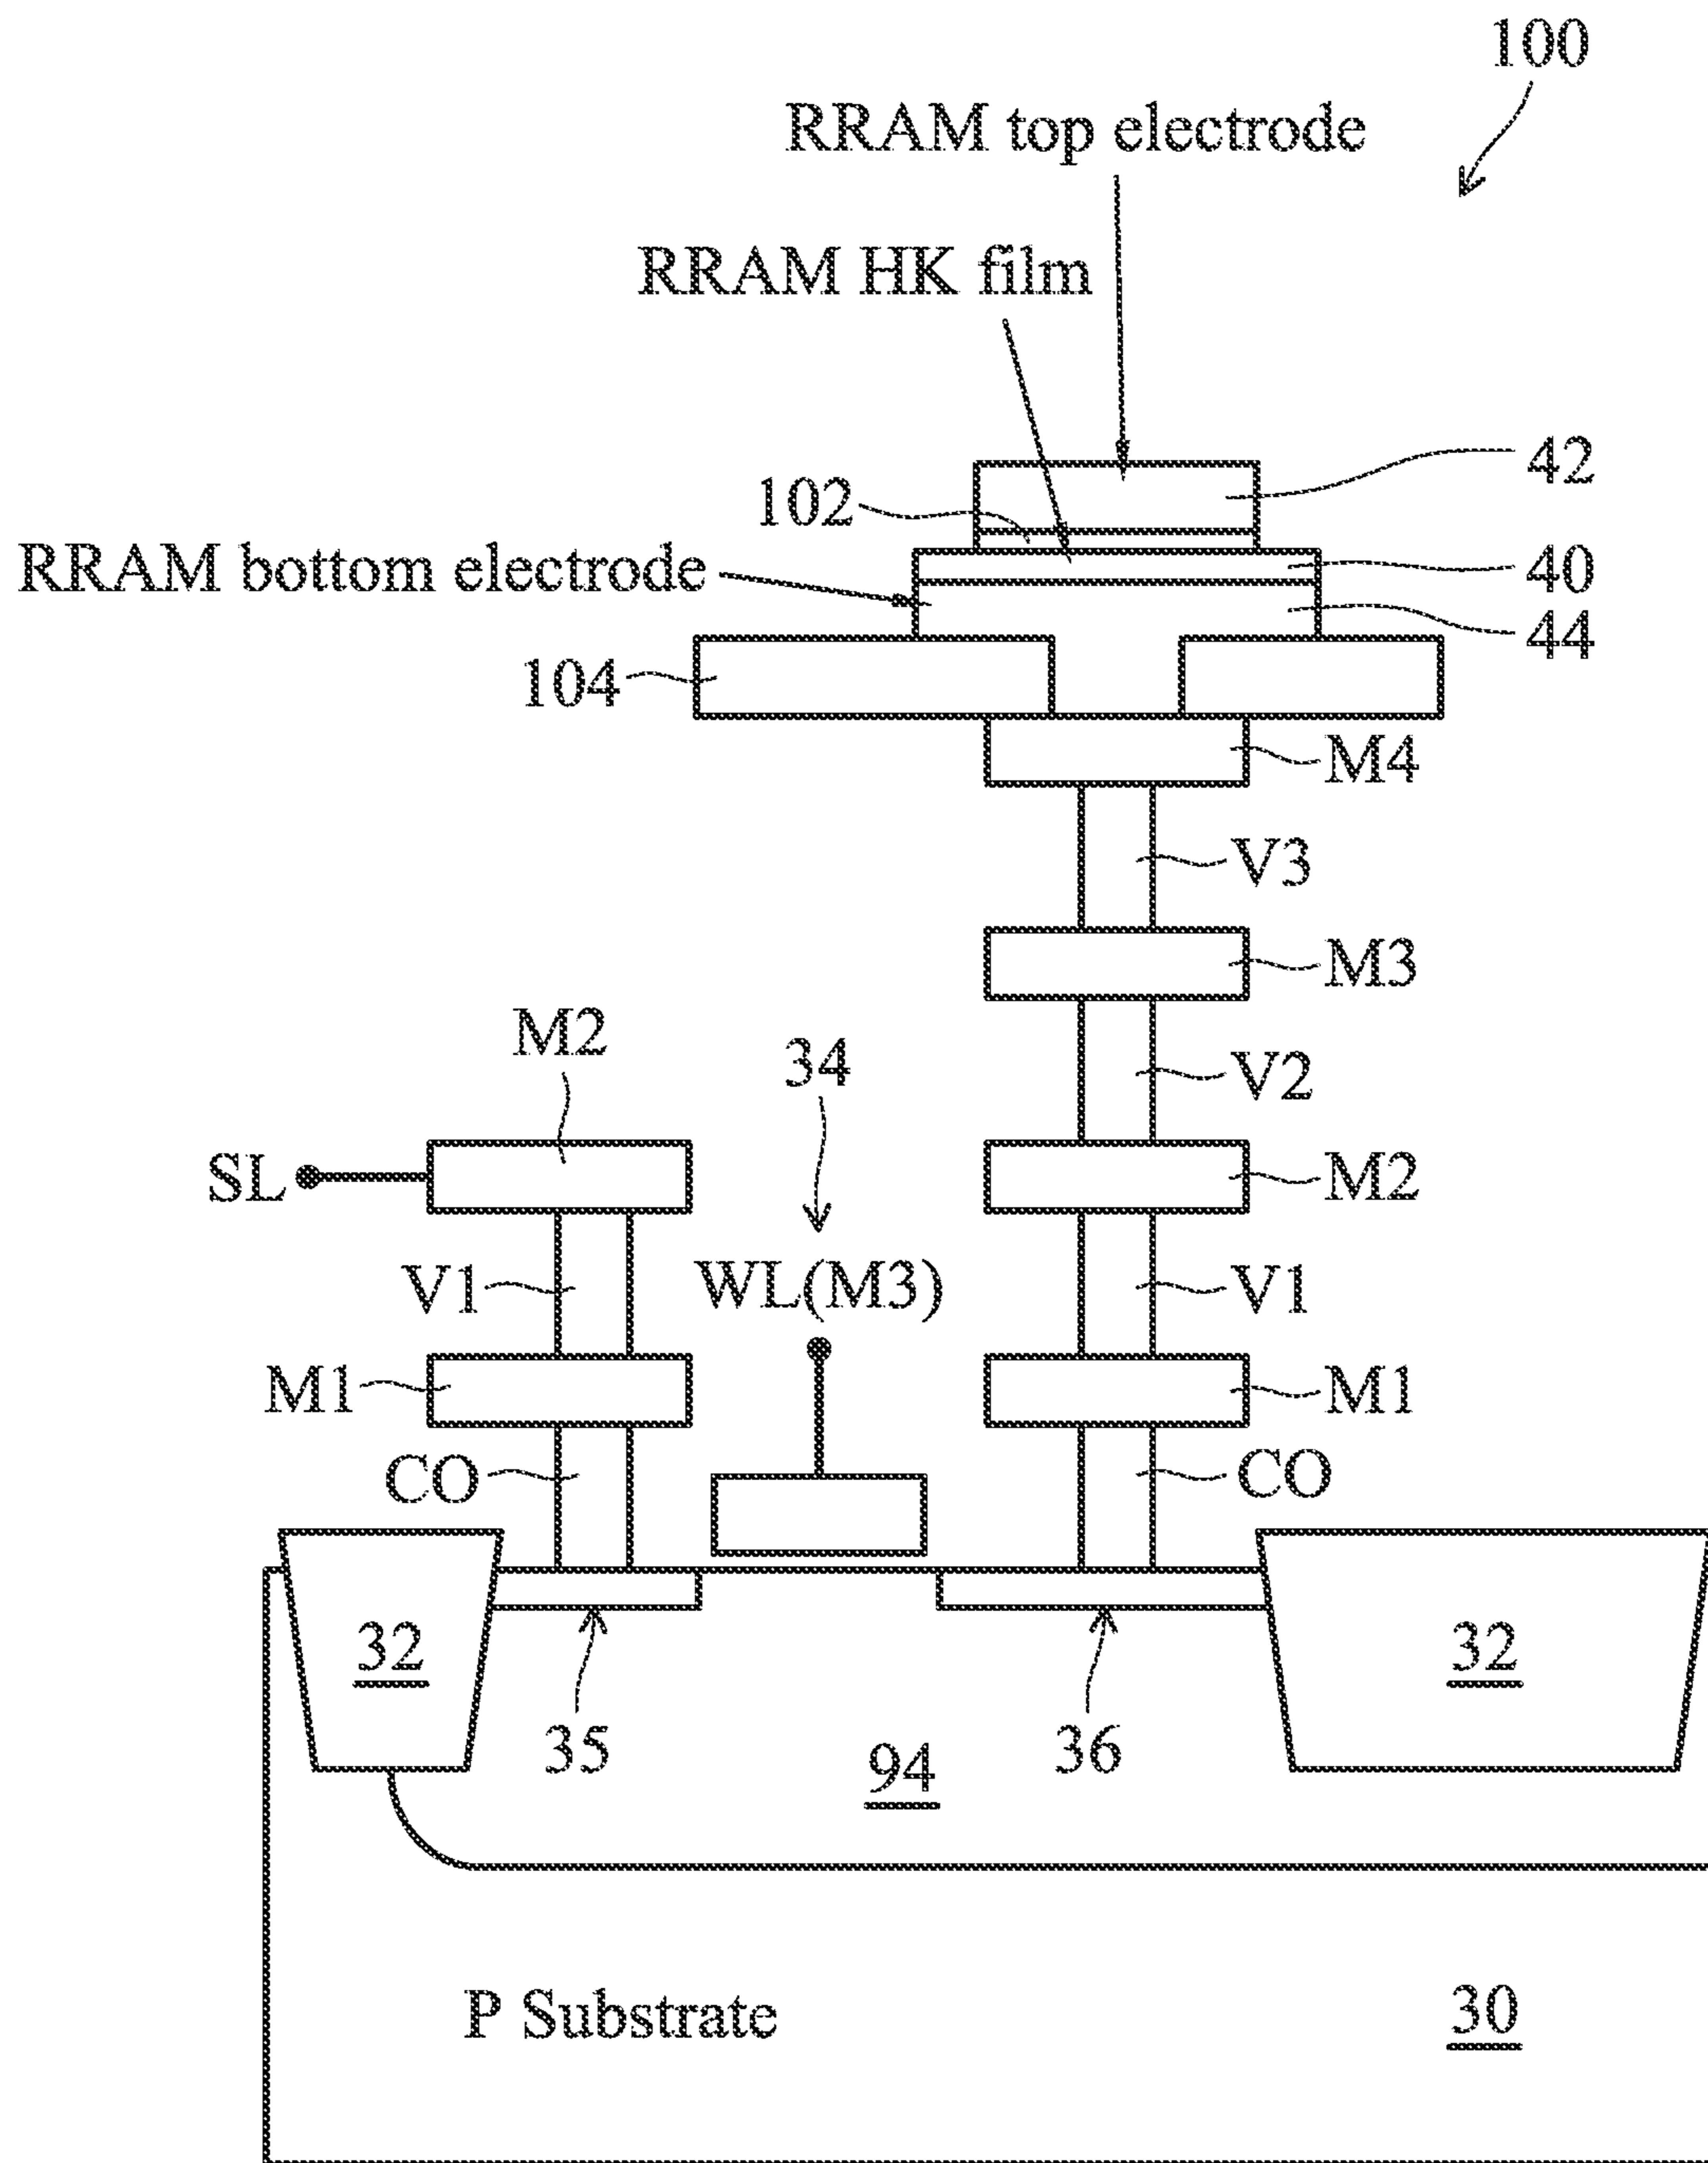 100
RRAM top electrode
RRAM HK film
42
102
RRAM bottom electrode
40
44
104
M4
V3
M3
M2
34
V2
SL
M2
V1
WL(M3)
V1
M1
M1
CO
CO
32
32
35
36
94
P Substrate
30